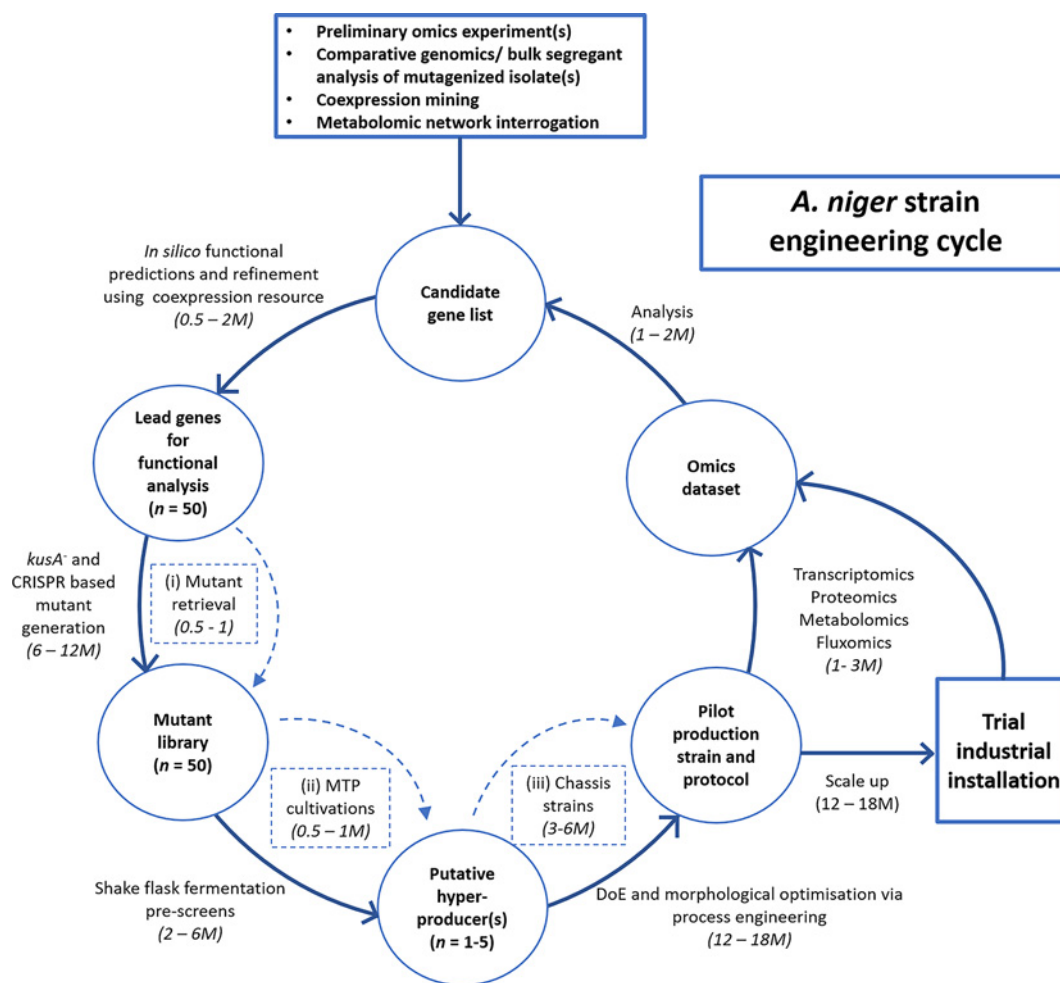 • Preliminary omics experiment(s)
• Comparative genomics/ bulk segregant
analysis of mutagenized isolate(s)
• Coexpression mining
• Metabolomic network interrogation
A. niger strain
engineering cycle
In silico functional
predictions and refinement
using coexpression resource
(0.5 – 2M)
Candidate
gene list
Analysis
(1 – 2M)
Lead genes
for
functional
analysis
(n = 50)
Omics
dataset
kusA- and
CRISPR based
mutant
generation
(6 – 12M)
(i) Mutant
retrieval
(0.5 - 1)
Transcriptomics
Proteomics
Metabolomics
Fluxomics
(1- 3M)
Mutant
library
(n = 50)
Pilot
production
strain and
protocol
Trial
industrial
installation
(ii) MTP
cultivations
(0.5 – 1M)
(iii) Chassis
strains
(3-6M)
Scale up
(12 – 18M)
Shake flask fermentation
pre-screens
(2 – 6M)
Putative
hyper-
producer(s)
(n = 1-5)
DoE and morphological optimisation via
process engineering
(12 – 18M)